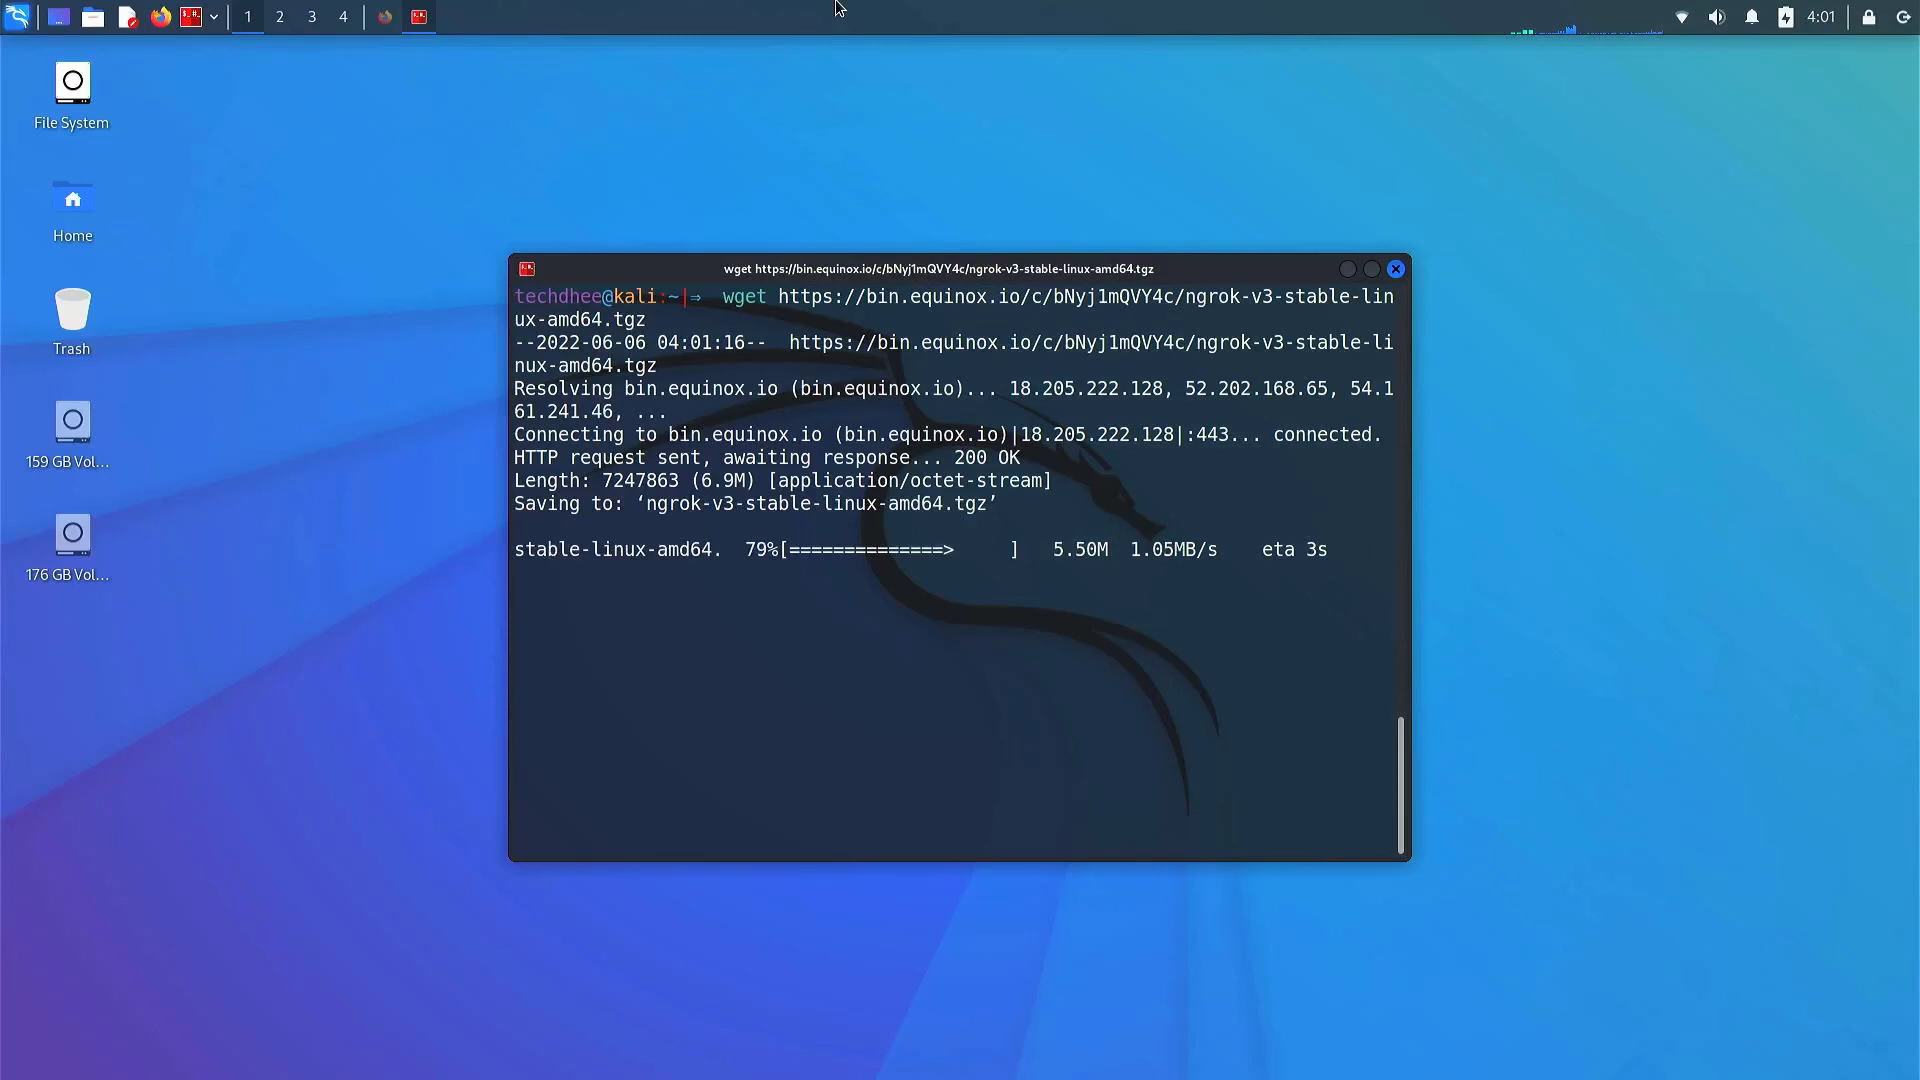 1 2 3 4 4:01
File System
Home
Trash
159 GB Vol...
176 GB Vol...
wget https://bin.equinox.io/c/bNyj1mQVY4c/ngrok-v3-stable-linux-amd64.tgz
techdhee@kali:~|⇒ wget https://bin.equinox.io/c/bNyj1mQVY4c/ngrok-v3-stable-lin
ux-amd64.tgz
--2022-06-06 04:01:16-- https://bin.equinox.io/c/bNyj1mQVY4c/ngrok-v3-stable-li
nux-amd64.tgz
Resolving bin.equinox.io (bin.equinox.io)... 18.205.222.128, 52.202.168.65, 54.1
61.241.46, ...
Connecting to bin.equinox.io (bin.equinox.io)|18.205.222.128|:443... connected.
HTTP request sent, awaiting response... 200 OK
Length: 7247863 (6.9M) [application/octet-stream]
Saving to: ‘ngrok-v3-stable-linux-amd64.tgz’
stable-linux-amd64. 79%[==============> ] 5.50M 1.05MB/s eta 3s